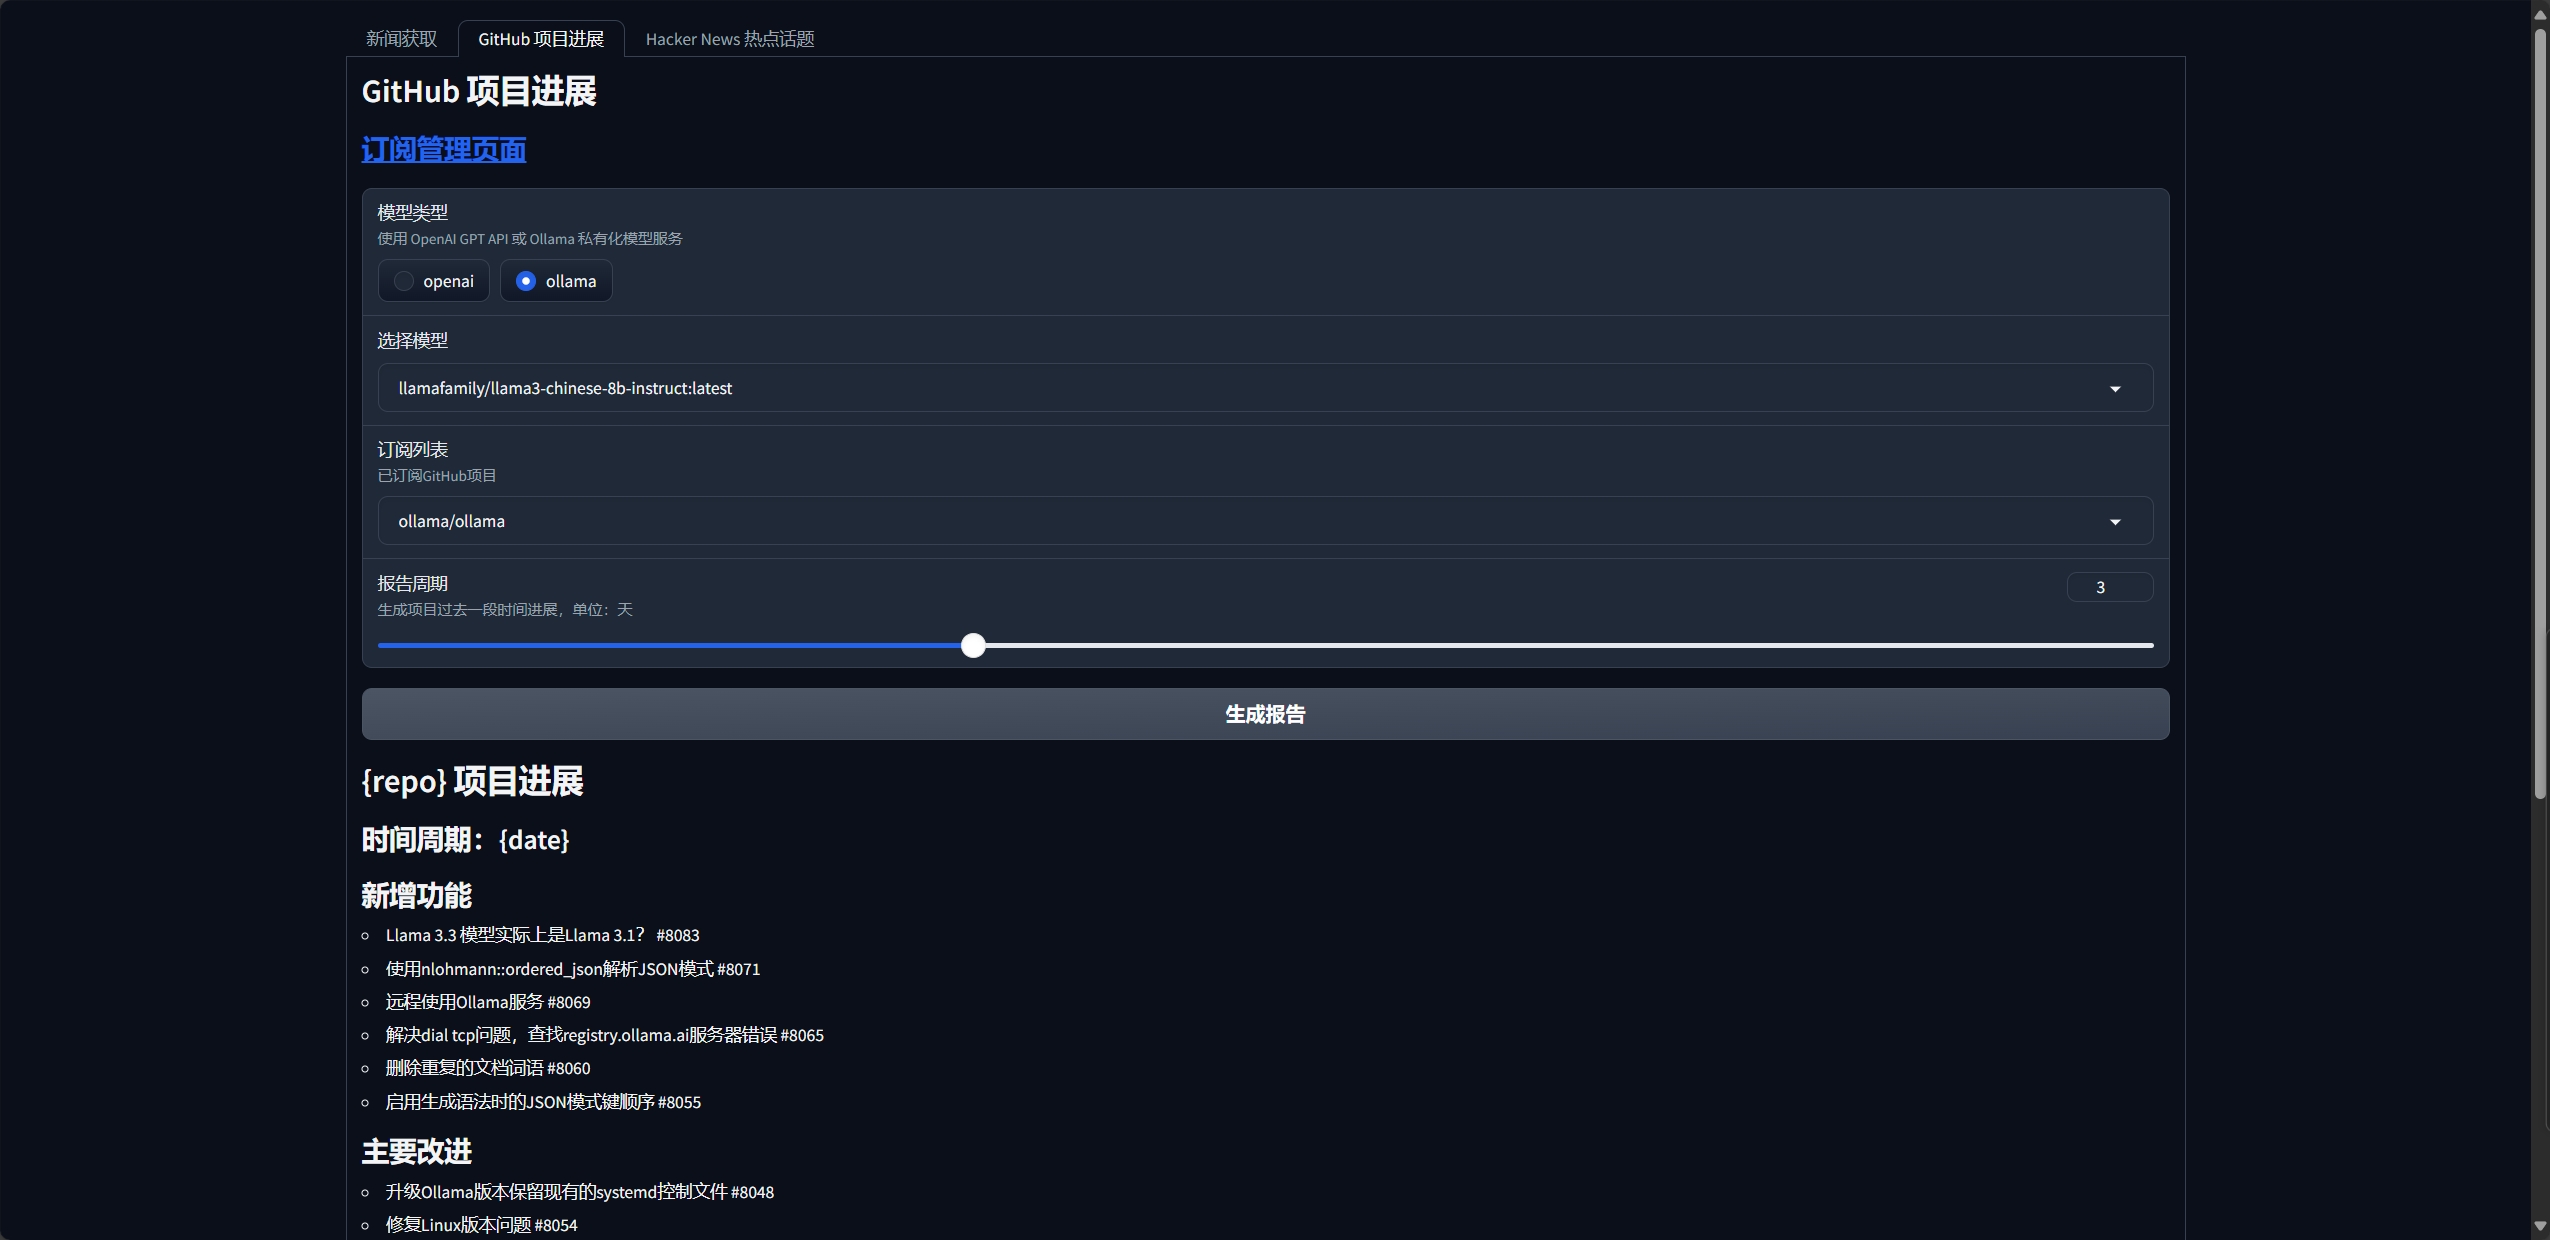 新闻获取
GitHub 项目进展
Hacker News 热点话题
GitHub 项目进展
订阅管理页面
模型类型
使用 OpenAI GPT API 或 Ollama 私有化模型服务
openai
ollama
选择模型
llamafamily/llama3-chinese-8b-instruct:latest
订阅列表
已订阅GitHub项目
ollama/ollama
报告周期
3
生成项目过去一段时间进展，单位：天
生成报告
{repo} 项目进展
时间周期：{date}
新增功能
Llama 3.3 模型实际上是Llama 3.1？ #8083
使用nlohmann::ordered_json解析JSON模式 #8071
远程使用Ollama服务 #8069
解决dial tcp问题，查找registry.ollama.ai服务器错误 #8065
删除重复的文档词语 #8060
启用生成语法时的JSON模式键顺序 #8055
主要改进
升级Ollama版本保留现有的systemd控制文件 #8048
修复Linux版本问题 #8054